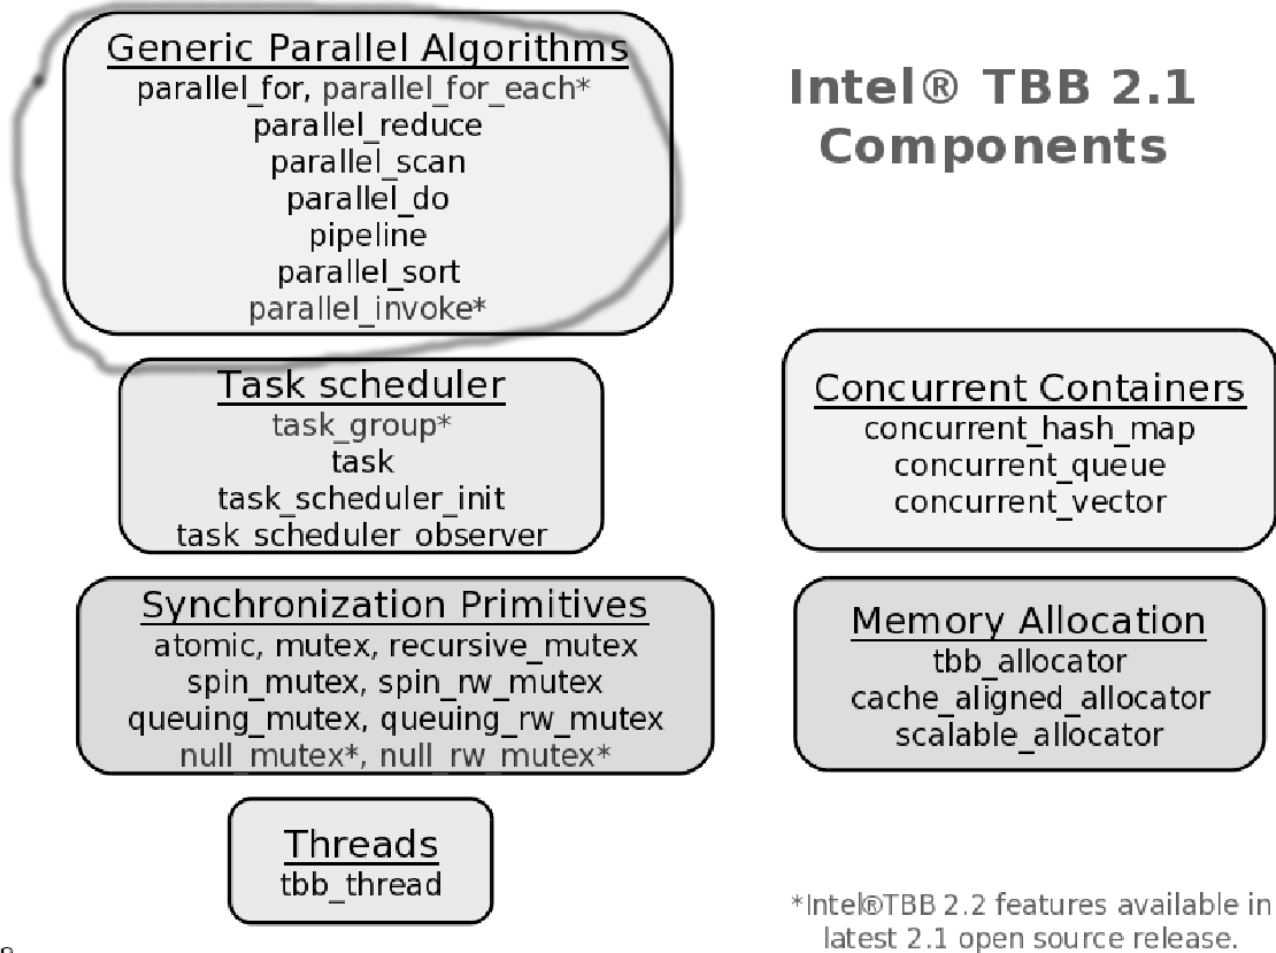 Generic Parallel Algorithms
parallel_for, parallel_for_each*
parallel_reduce
parallel_scan
parallel_do
pipeline
parallel_sort
parallel_invoke*
Intel® TBB 2.1
Components
Task scheduler
task_group*
task
task_scheduler_init
task scheduler observer
Concurrent Containers
concurrent_hash_map
concurrent_queue
concurrent_vector
Synchronization Primitives
atomic, mutex, recursive_mutex
spin_mutex, spin_rw_mutex
queuing_mutex, queuing_rw_mutex
null_mutex*, null_rw_mutex*
Memory Allocation
tbb_allocator
cache_aligned_allocator
scalable_allocator
Threads
tbb_thread
*Intel®TBB 2.2 features available in
latest 2.1 open source release.